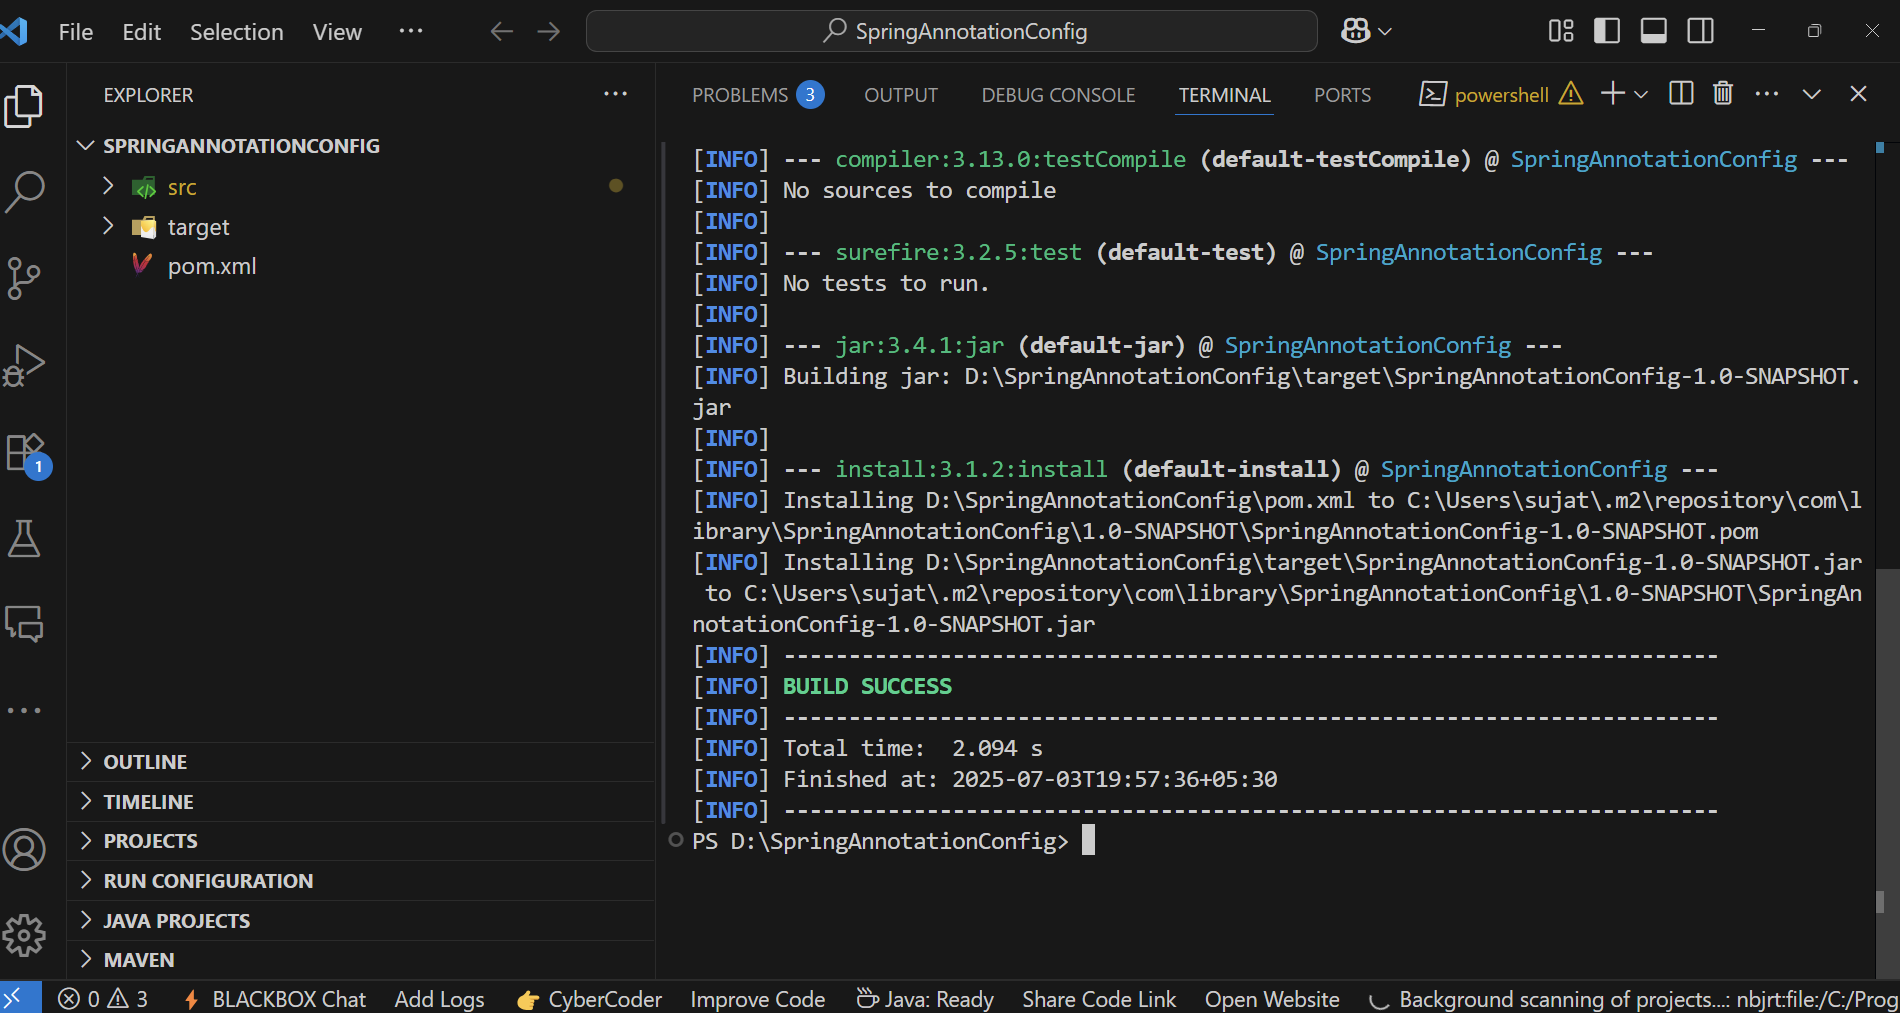 File Edit Selection View ···
SpringAnnotationConfig
EXPLORER ···
SPRINGANNOTATIONCONFIG
src
target
pom.xml
OUTLINE
TIMELINE
PROJECTS
RUN CONFIGURATION
JAVA PROJECTS
MAVEN
1
PROBLEMS 3 OUTPUT DEBUG CONSOLE TERMINAL PORTS powershell
[INFO] --- compiler:3.13.0:testCompile (default-testCompile) @ SpringAnnotationConfig ---
[INFO] No sources to compile
[INFO]
[INFO] --- surefire:3.2.5:test (default-test) @ SpringAnnotationConfig ---
[INFO] No tests to run.
[INFO]
[INFO] --- jar:3.4.1:jar (default-jar) @ SpringAnnotationConfig ---
[INFO] Building jar: D:\SpringAnnotationConfig\target\SpringAnnotationConfig-1.0-SNAPSHOT.
jar
[INFO]
[INFO] --- install:3.1.2:install (default-install) @ SpringAnnotationConfig ---
[INFO] Installing D:\SpringAnnotationConfig\pom.xml to C:\Users\sujat\.m2\repository\com\l
ibrary\SpringAnnotationConfig\1.0-SNAPSHOT\SpringAnnotationConfig-1.0-SNAPSHOT.pom
[INFO] Installing D:\SpringAnnotationConfig\target\SpringAnnotationConfig-1.0-SNAPSHOT.jar
 to C:\Users\sujat\.m2\repository\com\library\SpringAnnotationConfig\1.0-SNAPSHOT\SpringAn
notationConfig-1.0-SNAPSHOT.jar
[INFO] ------------------------------------------------------------------------
[INFO] BUILD SUCCESS
[INFO] ------------------------------------------------------------------------
[INFO] Total time:  2.094 s
[INFO] Finished at: 2025-07-03T19:57:36+05:30
[INFO] ------------------------------------------------------------------------
PS D:\SpringAnnotationConfig>
0 3 BLACKBOX Chat Add Logs CyberCoder Improve Code Java: Ready Share Code Link Open Website Background scanning of projects...: nbjrt:file:/C:/Prog